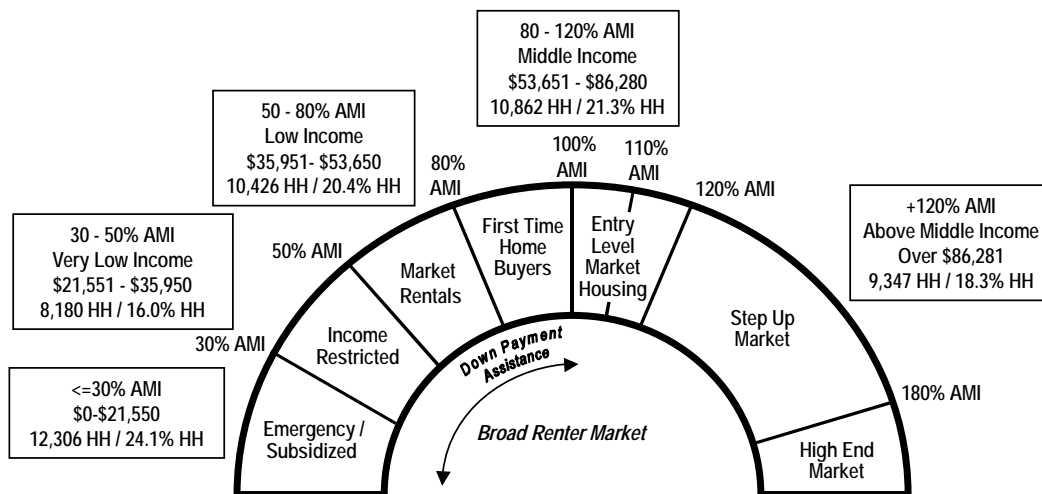 80 - 120% AMI
Middle Income
$53,651 - $86,280
10,862 HH / 21.3% HH
50 - 80% AMI
Low Income
$35,951- $53,650
10,426 HH / 20.4% HH
80%
AMI
100%
AMI
110%
AMI
120% AMI
+120% AMI
Above Middle Income
Over $86,281
9,347 HH / 18.3% HH
30 - 50% AMI
Very Low Income
$21,551 - $35,950
8,180 HH / 16.0% HH
50% AMI
First Time
Home
Buyers
Entry
Level
Market
Housing
Market
Rentals
Step Up
Market
30% AMI
Income
Restricted
Down Payment
Assistance
180% AMI
<=30% AMI
$0-$21,550
12,306 HH / 24.1% HH
Emergency /
Subsidized
Broad Renter Market
High End
Market